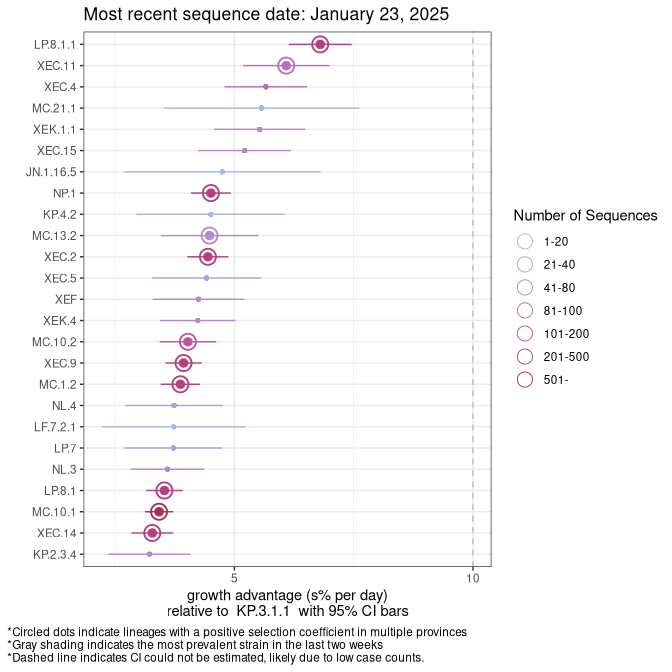 Most recent sequence date: January 23, 2025
LP.8.1.1
XEC.11
XEC.4
MC.21.1
XEK.1.1
XEC.15
JN.1.16.5
NP.1
KP.4.2
MC.13.2
XEC.2
XEC.5
XEF
XEK.4
MC.10.2
XEC.9
MC.1.2
NL.4
LF.7.2.1
LP.7
NL.3
LP.8.1
MC.10.1
XEC.14
KP.2.3.4
5 10
growth advantage (s% per day)
relative to KP.3.1.1 with 95% CI bars
Number of Sequences
1-20
21-40
41-80
81-100
101-200
201-500
501-
*Circled dots indicate lineages with a positive selection coefficient in multiple provinces
*Gray shading indicates the most prevalent strain in the last two weeks
*Dashed line indicates CI could not be estimated, likely due to low case counts.